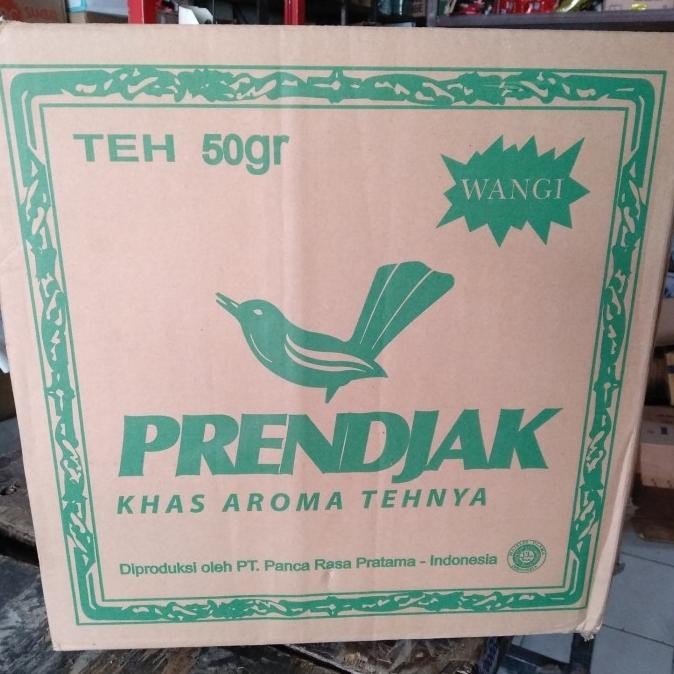 TEH 50gr
WANGI
PRENDJAK
KHAS AROMA TEHNYA
Diproduksi oleh PT. Panca Rasa Pratama - Indonesia